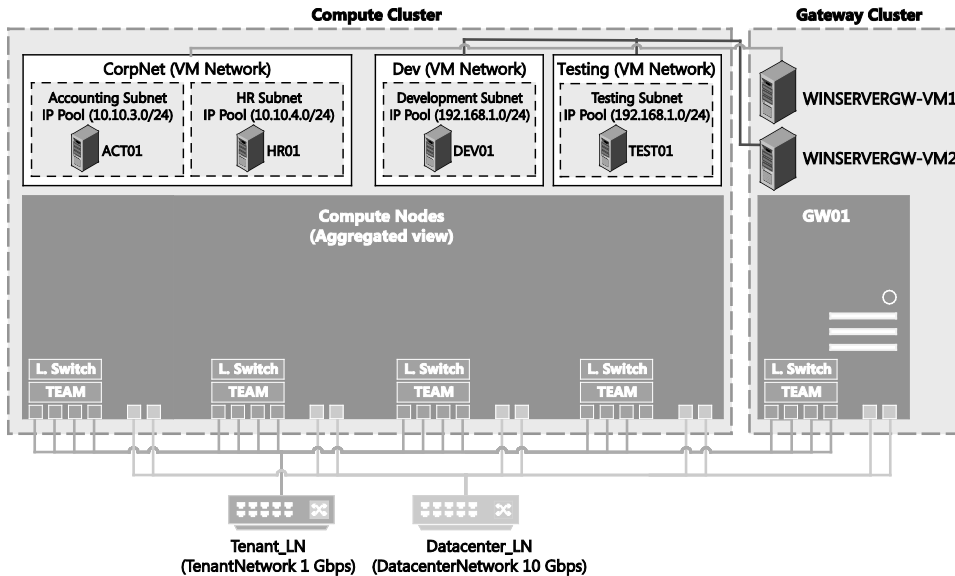 Compute Cluster
Gateway Cluster
CorpNet (VM Network)
Dev (VM Network)
Testing (VM Network)
Accounting Subnet
IP Pool (10.10.3.0/24)
ACT01
HR Subnet
IP Pool (10.10.4.0/24)
HR01
Development Subnet
IP Pool (192.168.1.0/24)
DEV01
Testing Subnet
IP Pool (192.168.1.0/24)
TEST01
WINSERVERGW-VM1
WINSERVERGW-VM2
Compute Nodes
(Aggregated view)
GW01
L. Switch
TEAM
L. Switch
TEAM
L. Switch
TEAM
L. Switch
TEAM
L. Switch
TEAM
Tenant_LN
(TenantNetwork 1 Gbps)
Datacenter_LN
(DatacenterNetwork 10 Gbps)